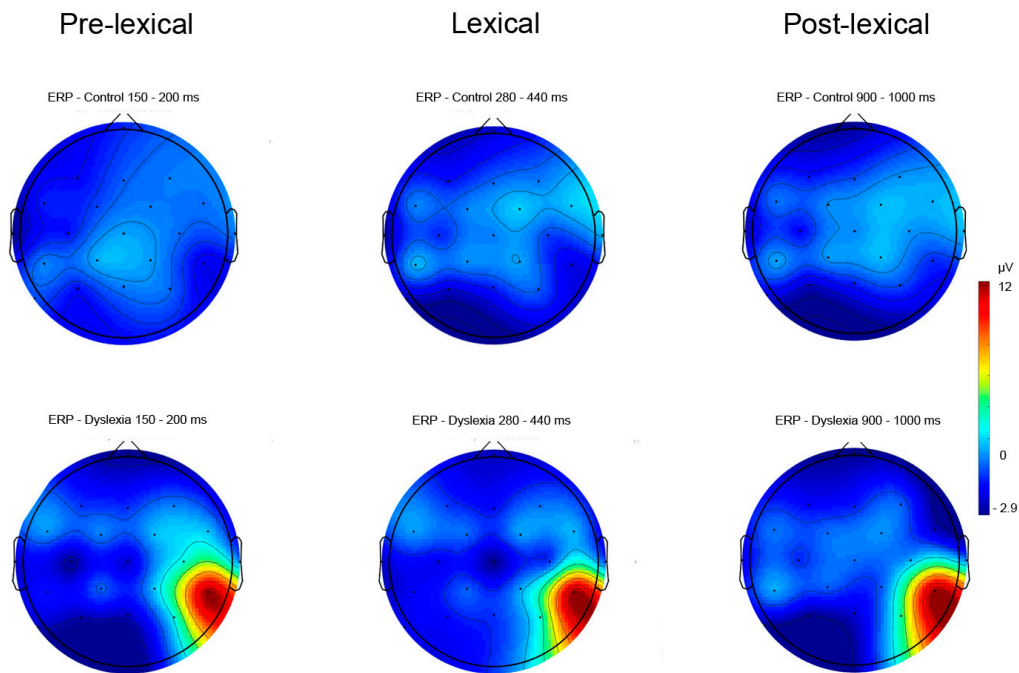 Pre-lexical
Lexical
Post-lexical
ERP - Control 150 - 200 ms
ERP - Control 280 - 440 ms
ERP - Control 900 - 1000 ms
µV
12
0
- 2.9
ERP - Dyslexia 150 - 200 ms
ERP - Dyslexia 280 - 440 ms
ERP - Dyslexia 900 - 1000 ms